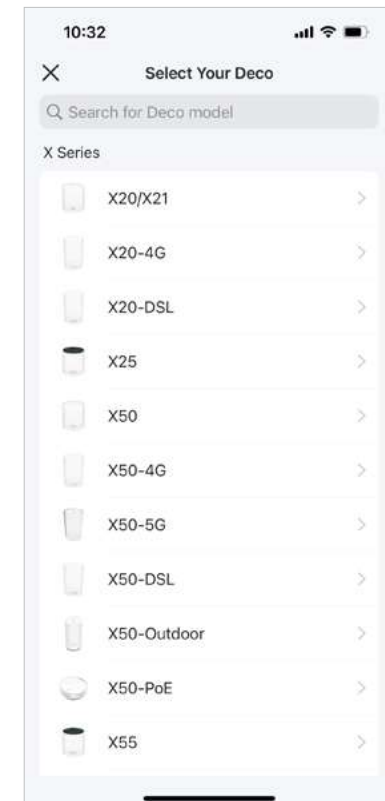 10:32
Select Your Deco
Search for Deco model
X Series
X20/X21
X20-4G
X20-DSL
X25
X50
X50-4G
X50-5G
X50-DSL
X50-Outdoor
X50-PoE
X55